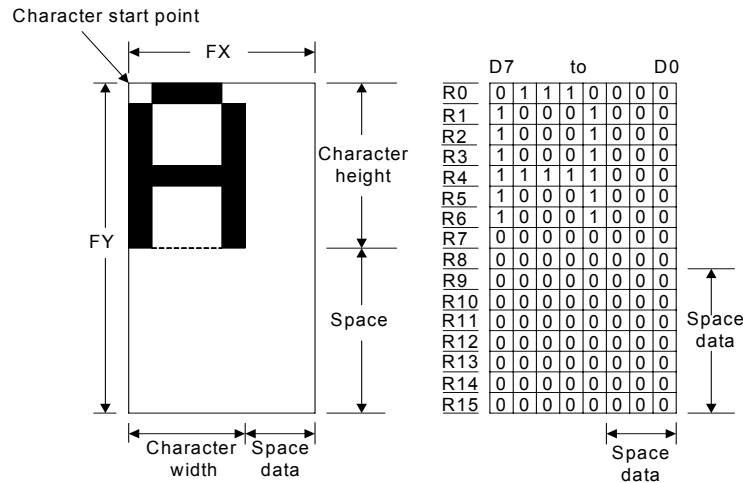 Character start point
FX
FY
Character
height
Space
Character
width
Space
data
D7 to D0
R0 0 1 1 1 0 0 0 0
R1 1 0 0 0 1 0 0 0
R2 1 0 0 0 1 0 0 0
R3 1 0 0 0 1 0 0 0
R4 1 1 1 1 1 0 0 0
R5 1 0 0 0 1 0 0 0
R6 1 0 0 0 1 0 0 0
R7 0 0 0 0 0 0 0 0
R8 0 0 0 0 0 0 0 0
R9 0 0 0 0 0 0 0 0
R10 0 0 0 0 0 0 0 0
R11 0 0 0 0 0 0 0 0
R12 0 0 0 0 0 0 0 0
R13 0 0 0 0 0 0 0 0
R14 0 0 0 0 0 0 0 0
R15 0 0 0 0 0 0 0 0
Space
data
Space
data